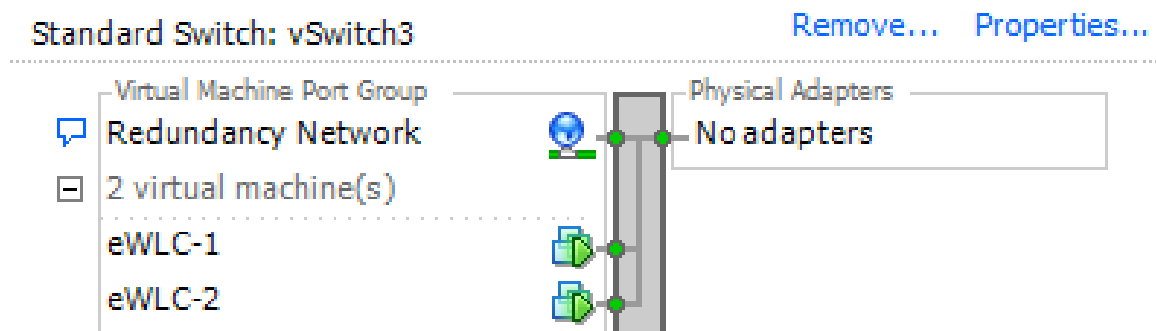 Standard Switch: vSwitch3 Remove... Properties...
Virtual Machine Port Group Physical Adapters
Redundancy Network No adapters
2 virtual machine(s)
eWLC-1
eWLC-2